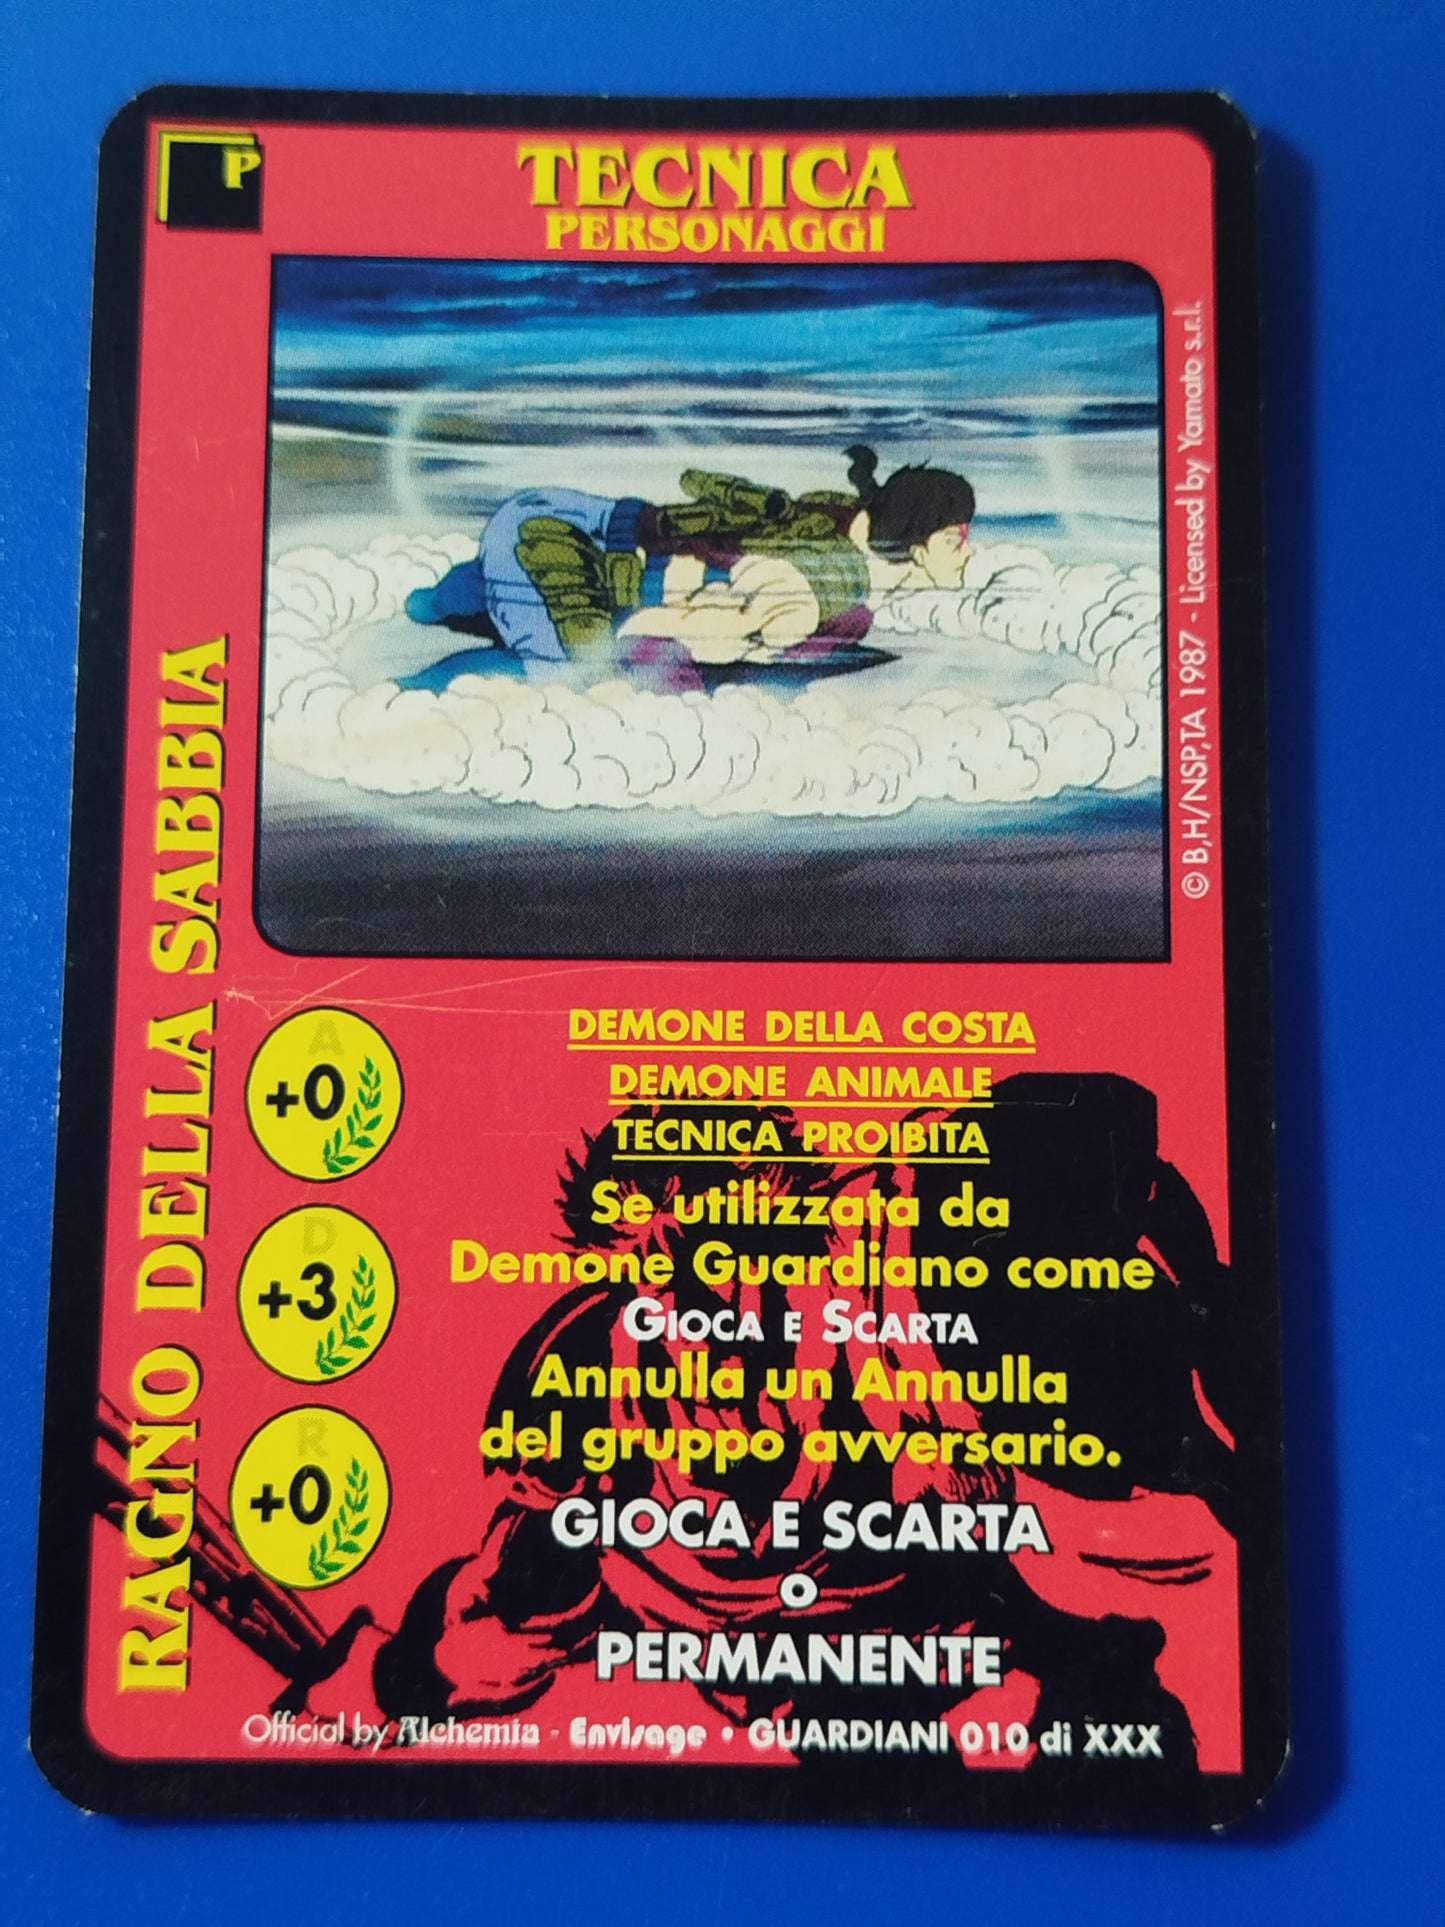 P
TECNICA
PERSONAGGI
© B,H/NSP,TA 1987 - Licensed by Yamato s.r.l.
RAGNO DELLA SABBIA
A
+0
D
+3
R
+0
DEMONE DELLA COSTA
DEMONE ANIMALE
TECNICA PROIBITA
Se utilizzata da
Demone Guardiano come
GIOCA E SCARTA
Annulla un Annulla
del gruppo avversario.
GIOCA E SCARTA
o
PERMANENTE
Official by Alchemia - Envisage • GUARDIANI 010 di XXX